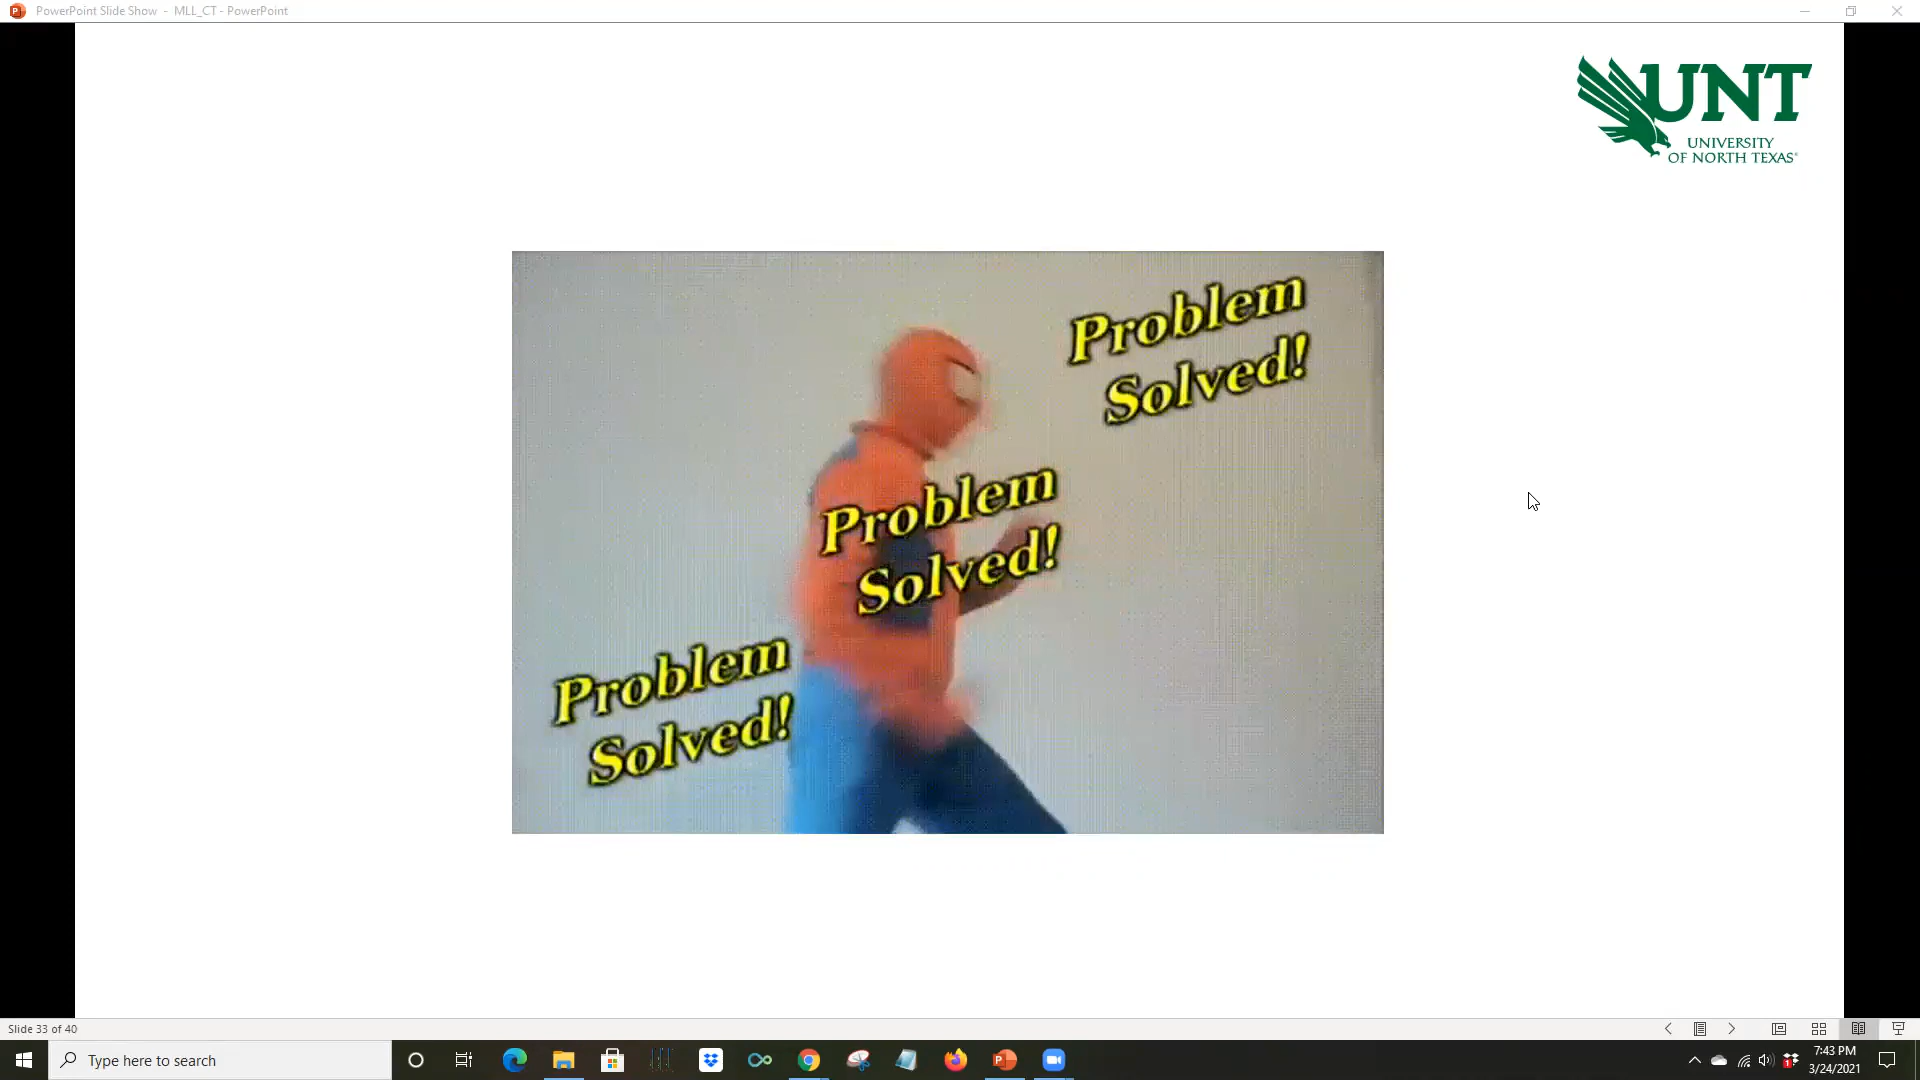 PowerPoint Slide Show - MLL_CT - PowerPoint
UNT
UNIVERSITY
OF NORTH TEXAS
Problem
Solved!
Problem
Solved!
Problem
Solved!
Slide 33 of 40
Type here to search
7:43 PM
3/24/2021